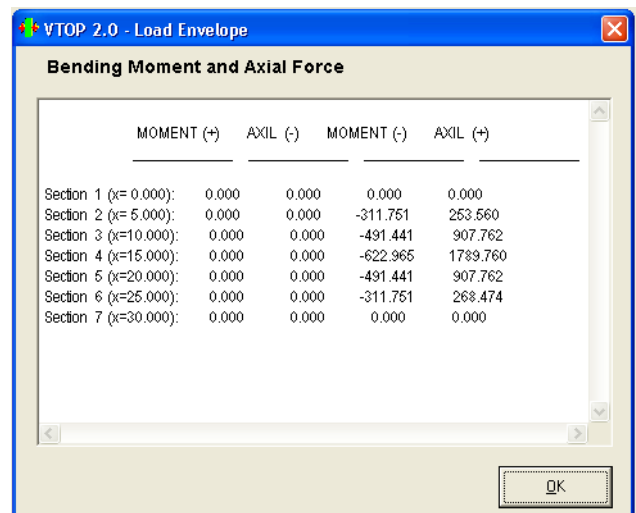 VTOP 2.0 - Load Envelope
Bending Moment and Axial Force
MOMENT (+) AXIL (-) MOMENT (-) AXIL (+)
Section 1 (x= 0.000): 0.000 0.000 0.000 0.000
Section 2 (x= 5.000): 0.000 0.000 -311.751 253.560
Section 3 (x=10.000): 0.000 0.000 -491.441 907.762
Section 4 (x=15.000): 0.000 0.000 -622.965 1789.760
Section 5 (x=20.000): 0.000 0.000 -491.441 907.762
Section 6 (x=25.000): 0.000 0.000 -311.751 268.474
Section 7 (x=30.000): 0.000 0.000 0.000 0.000
OK